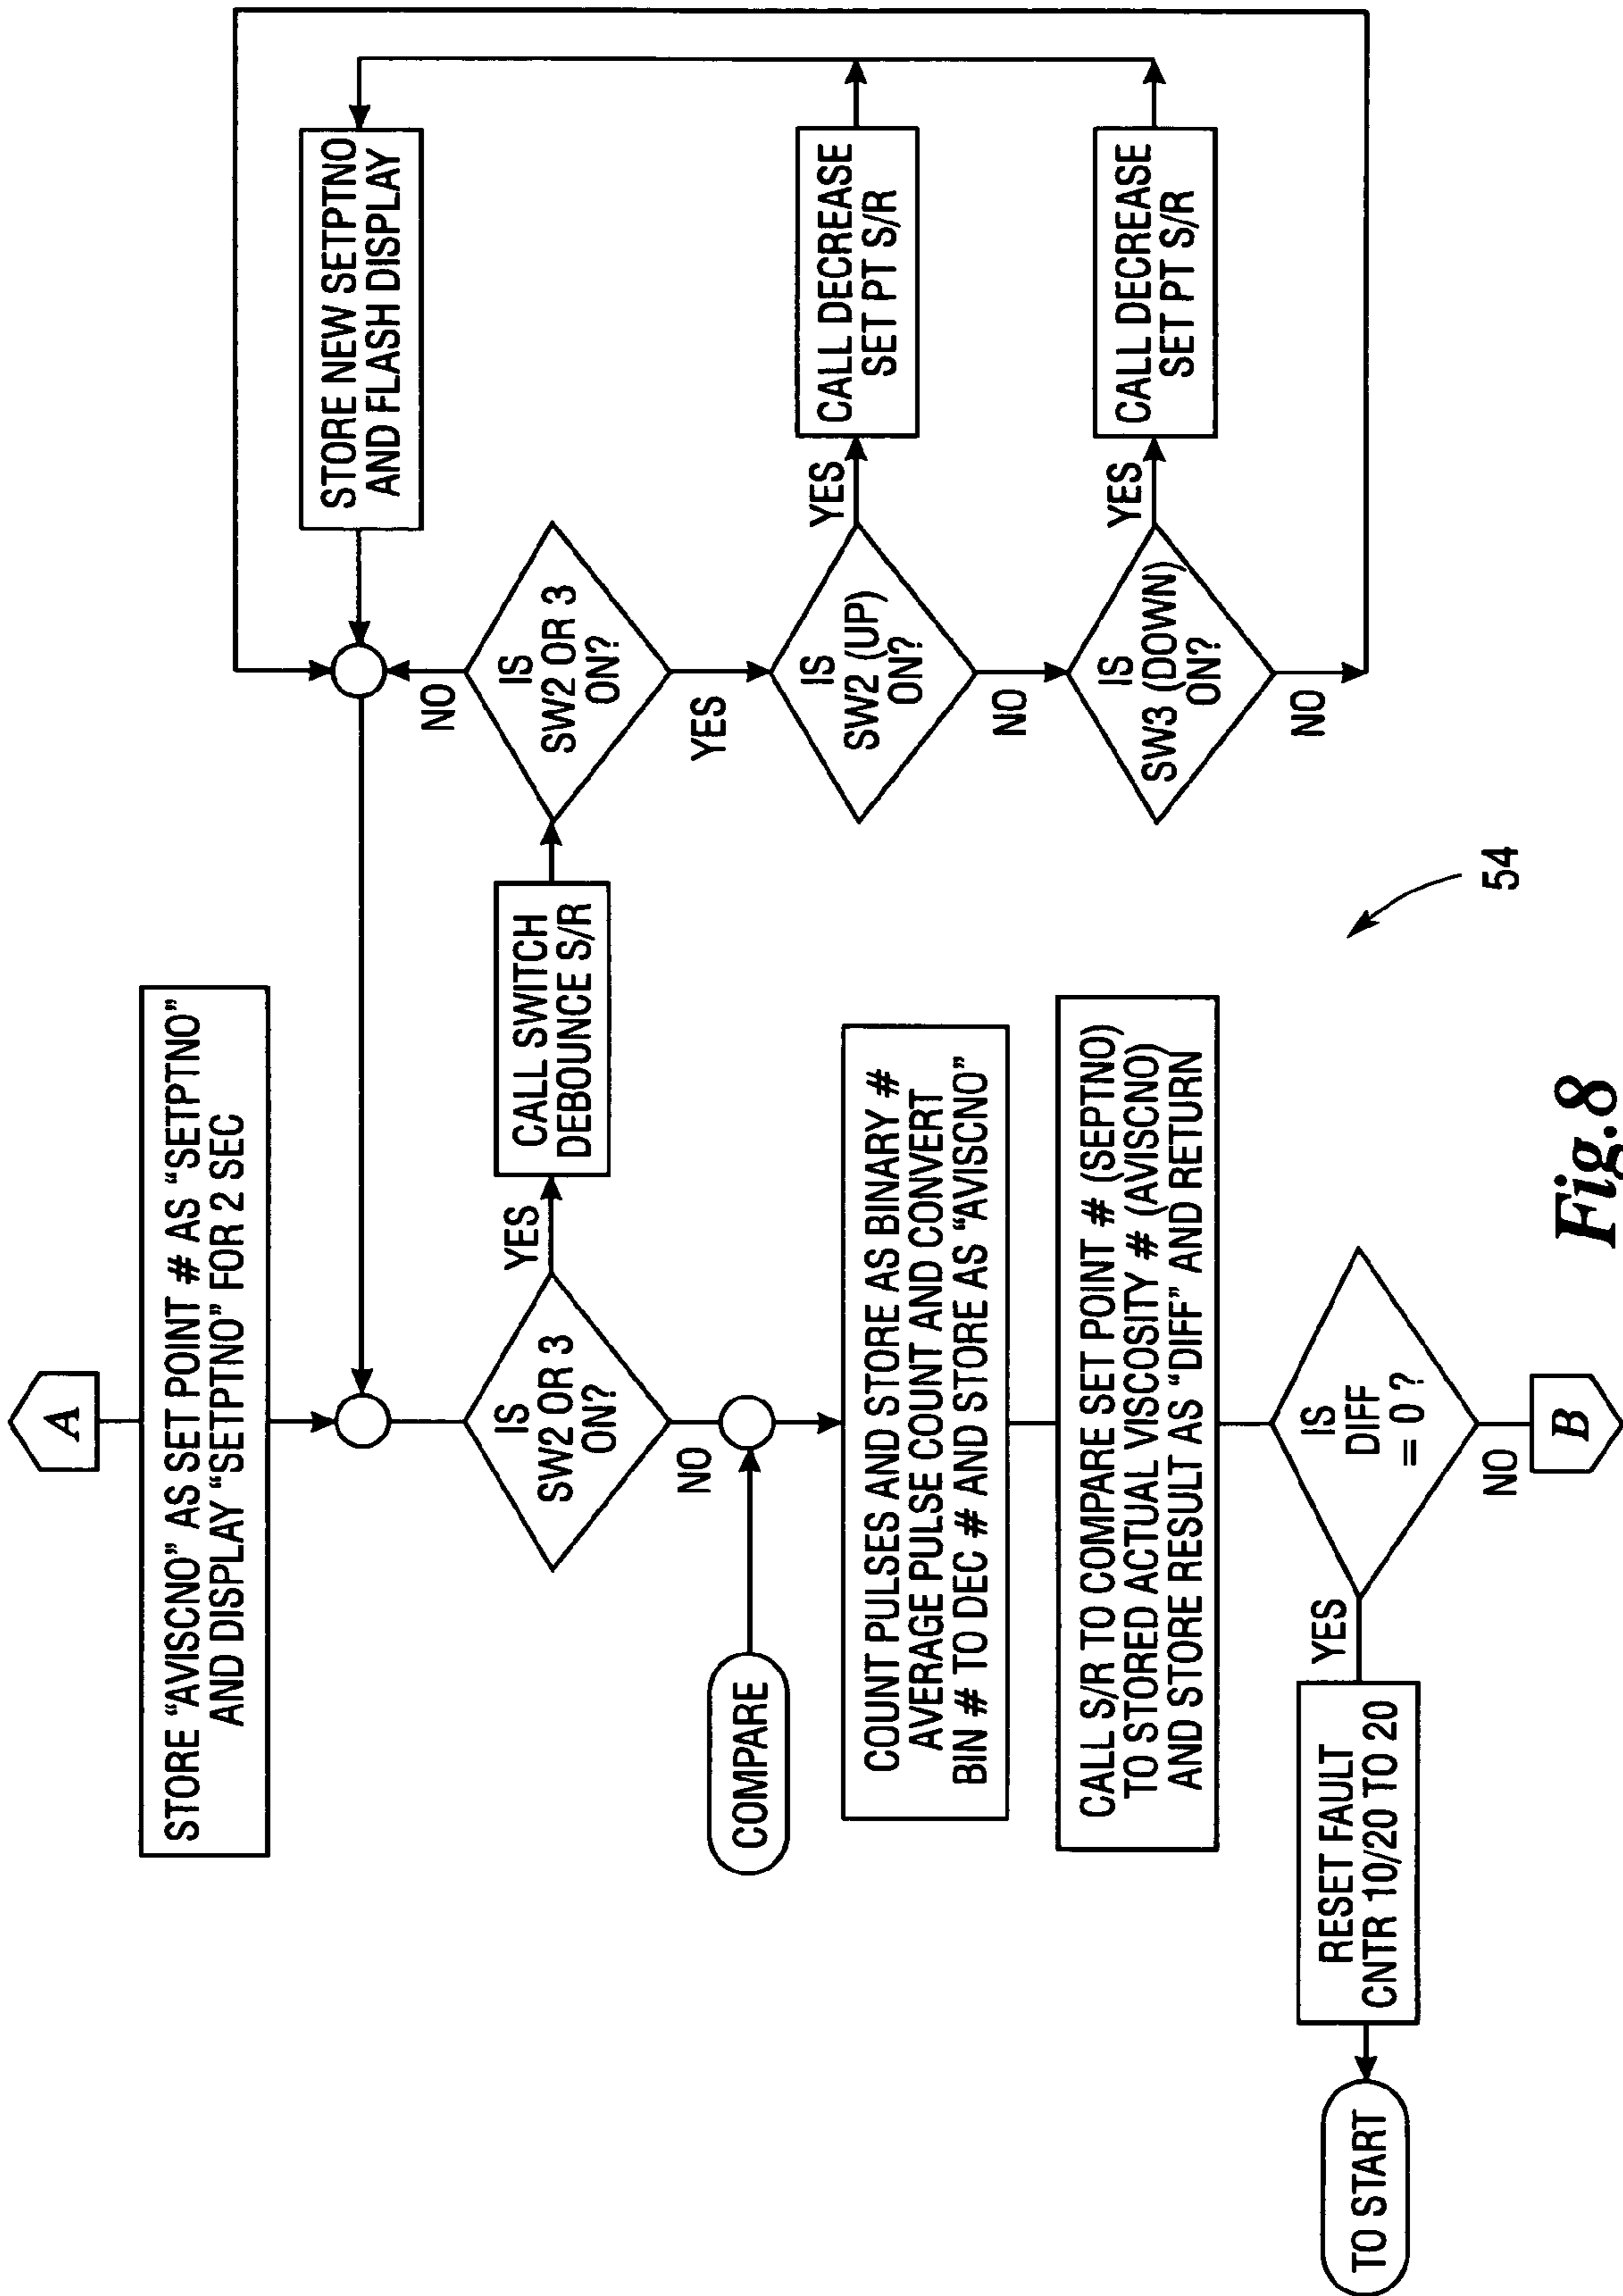 A
STORE “AVISCNO” AS SET POINT # AS “SETPTNO”
AND DISPLAY “SETPTNO” FOR 2 SEC
STORE NEW SETPTNO
AND FLASH DISPLAY
IS
SW2 OR 3
ON?
YES
NO
CALL SWITCH
DEBOUNCE S/R
IS
SW2 OR 3
ON?
NO
YES
IS
SW2 (UP)
ON?
YES
NO
CALL DECREASE
SET PT S/R
IS
SW3 (DOWN)
ON?
YES
NO
CALL DECREASE
SET PT S/R
COMPARE
COUNT PULSES AND STORE AS BINARY #
AVERAGE PULSE COUNT AND CONVERT
BIN # TO DEC # AND STORE AS “AVISCNO”
CALL S/R TO COMPARE SET POINT # (SEPTNO)
TO STORED ACTUAL VISCOSITY # (AVISCNO)
AND STORE RESULT AS “DIFF” AND RETURN
IS
DIFF
= 0 ?
YES
NO
RESET FAULT
CNTR 10/20 TO 20
TO START
B
54
Fig.8